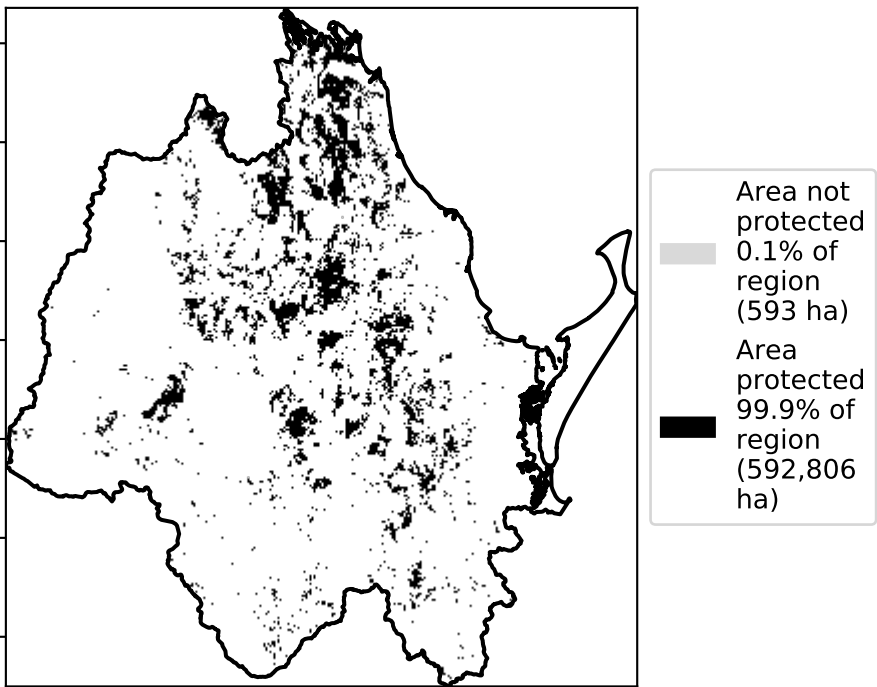 Area not
protected
0.1% of
region
(593 ha)
Area
protected
99.9% of
region
(592,806
ha)